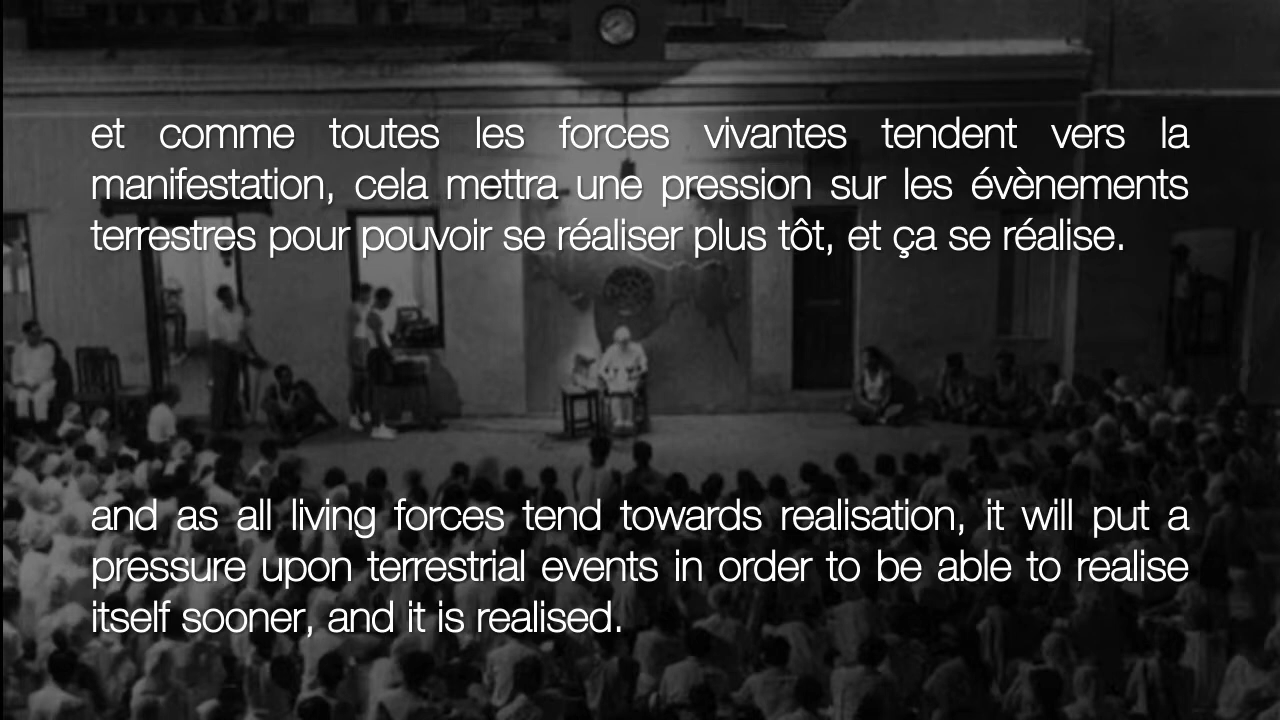 et comme toutes les forces vivantes tendent vers la
manifestation, cela mettra une pression sur les évènements
terrestres pour pouvoir se réaliser plus tôt, et ça se réalise.
and as all living forces tend towards realisation, it will put a
pressure upon terrestrial events in order to be able to realise
itself sooner, and it is realised.